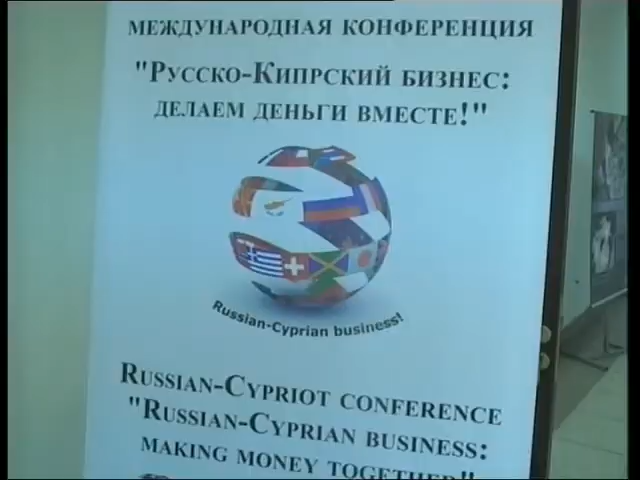 МЕЖДУНАРОДНАЯ КОНФЕРЕНЦИЯ
"РУССКО-КИПРСКИЙ БИЗНЕС:
ДЕЛАЕМ ДЕНЬГИ ВМЕСТЕ!"
Russian-Cyprian business!
RUSSIAN-CYPRIOT CONFERENCE
"RUSSIAN-CYPRIAN BUSINESS:
MAKING MONEY TOGETHER"